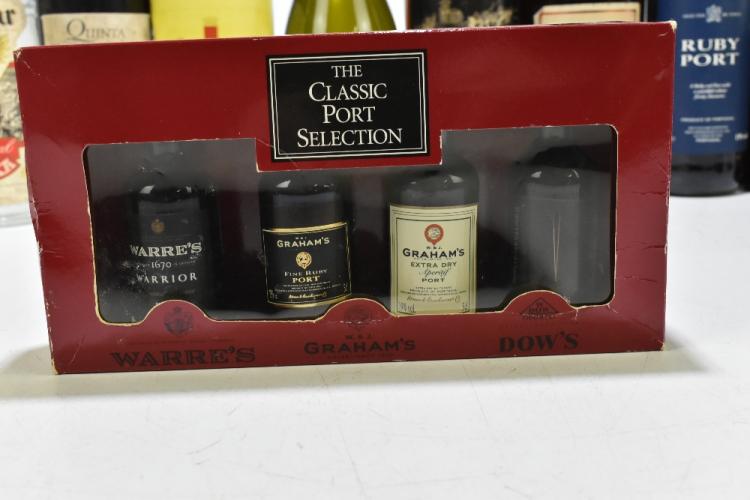 QUINTA
RUBY
PORT
THE
CLASSIC
PORT
SELECTION
WARRE'S
1670
WARRIOR
W. & J.
GRAHAM'S
FINE RUBY
PORT
W. & J.
GRAHAM'S
EXTRA DRY
Aperitif
PORT
WARRE'S
W. & J.
GRAHAM'S
DOW'S